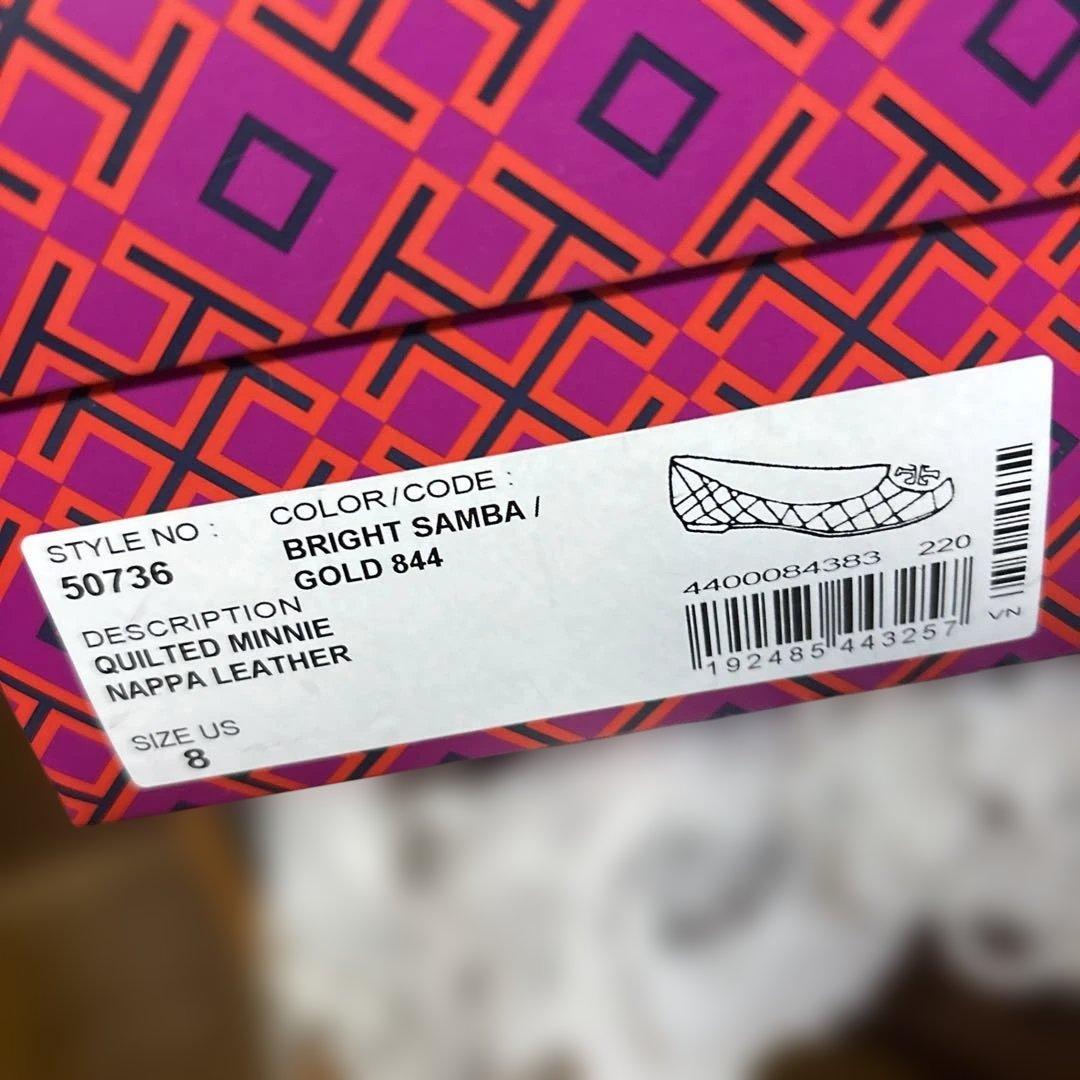 STYLE NO :
50736
COLOR/CODE :
BRIGHT SAMBA /
GOLD 844
DESCRIPTION
QUILTED MINNIE
NAPPA LEATHER
SIZE US
8
4400084383 220
192485 443257
VN